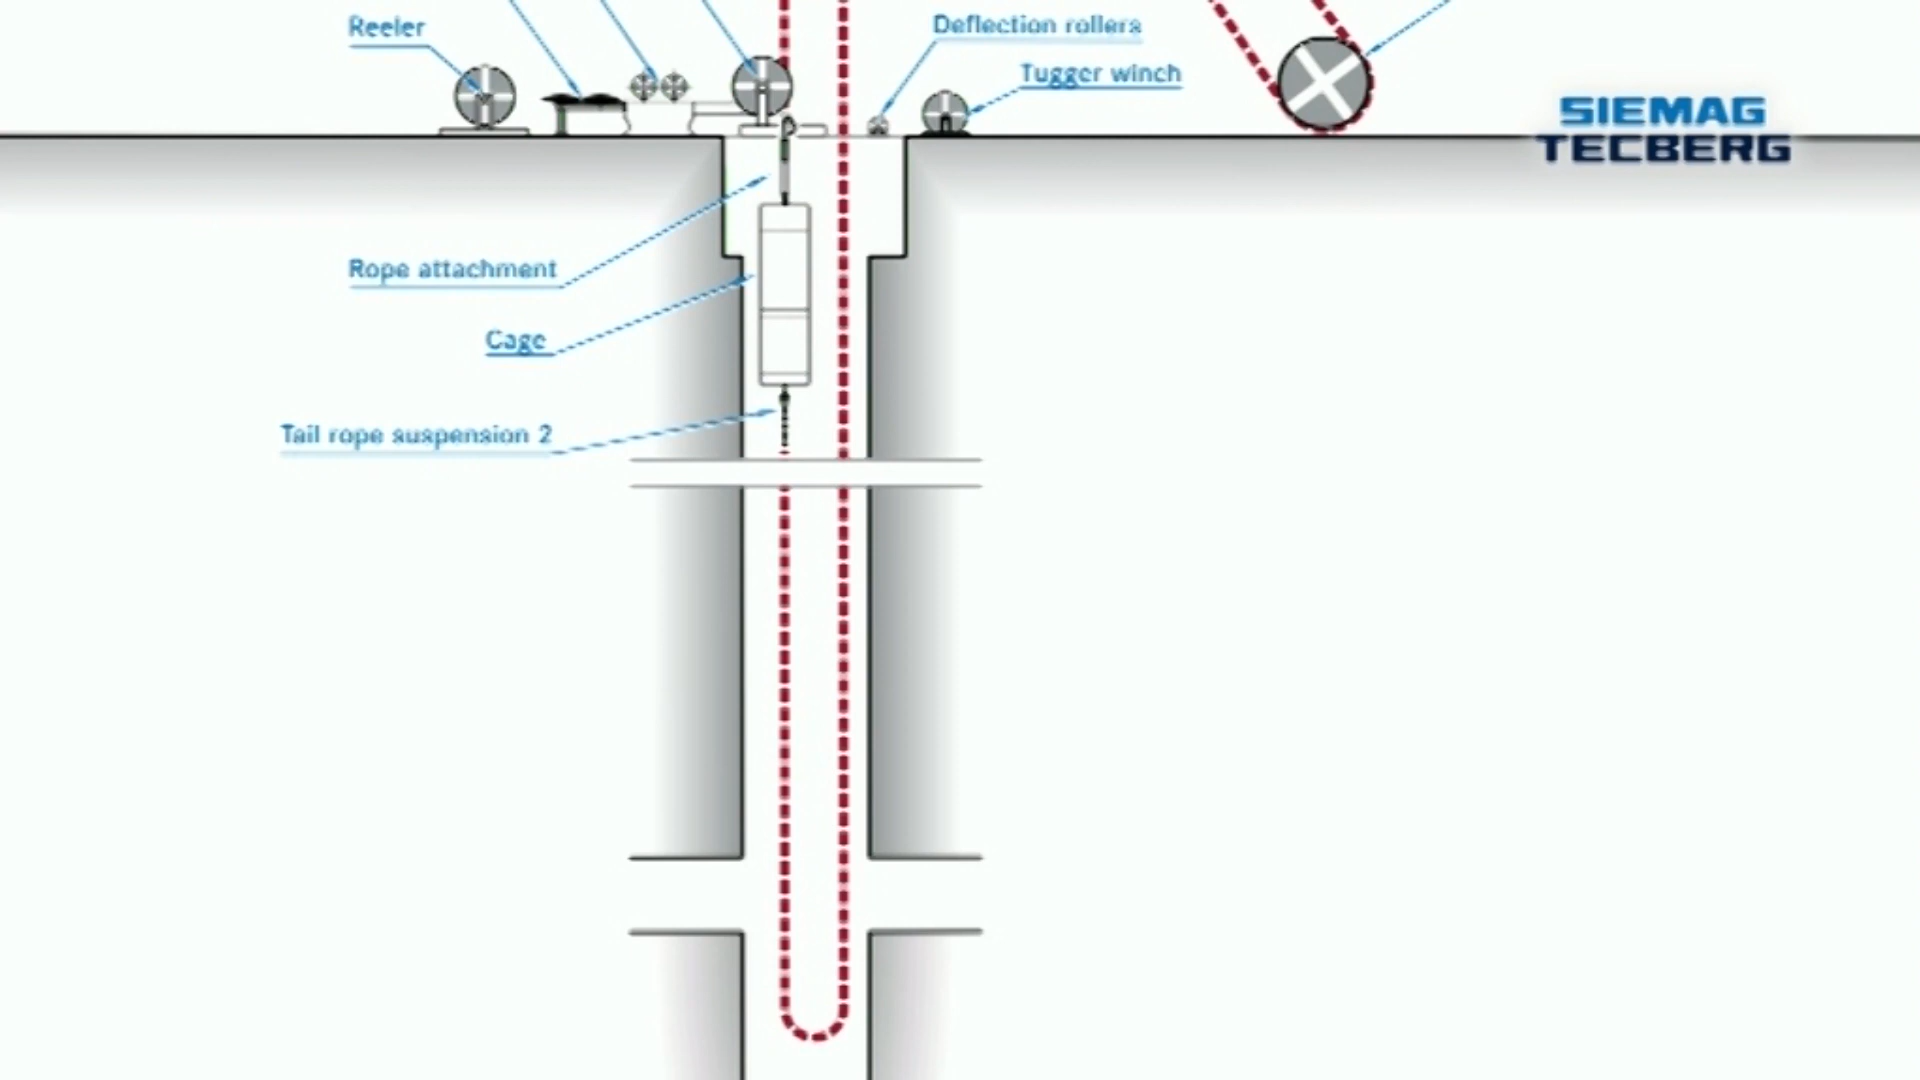 Reeler
Deflection rollers
Tugger winch
SIEMAG
TECBERG
Rope attachment
Cage
Tail rope suspension 2